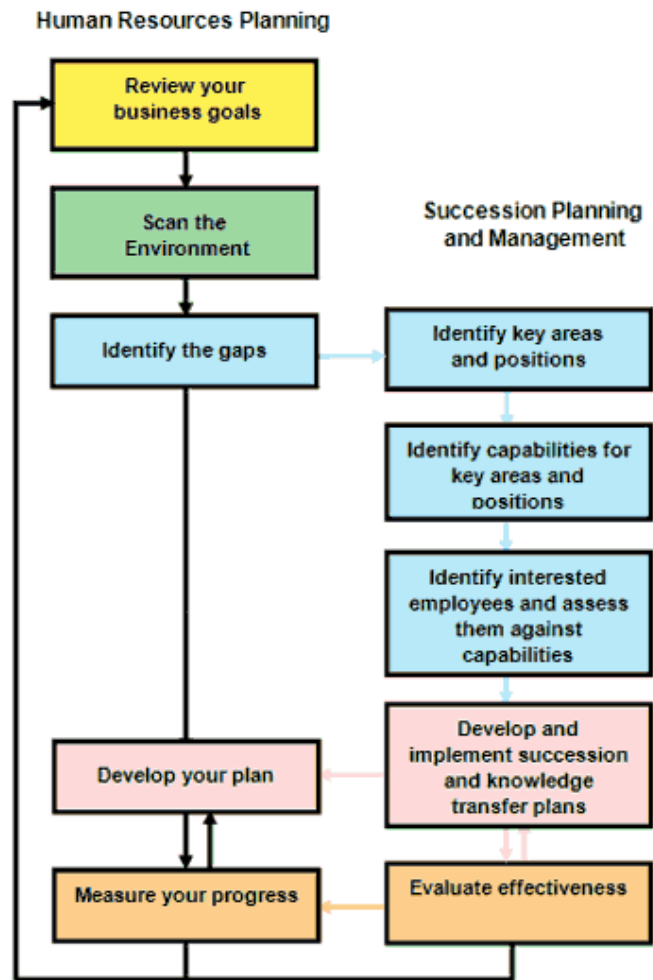 Human Resources Planning
Review your
business goals
Scan the
Environment
Identify the gaps
Develop your plan
Measure your progress
Succession Planning
and Management
Identify key areas
and positions
Identify capabilities for
key areas and
positions
Identify interested
employees and assess
them against
capabilities
Develop and
implement succession
and knowledge
transfer plans
Evaluate effectiveness